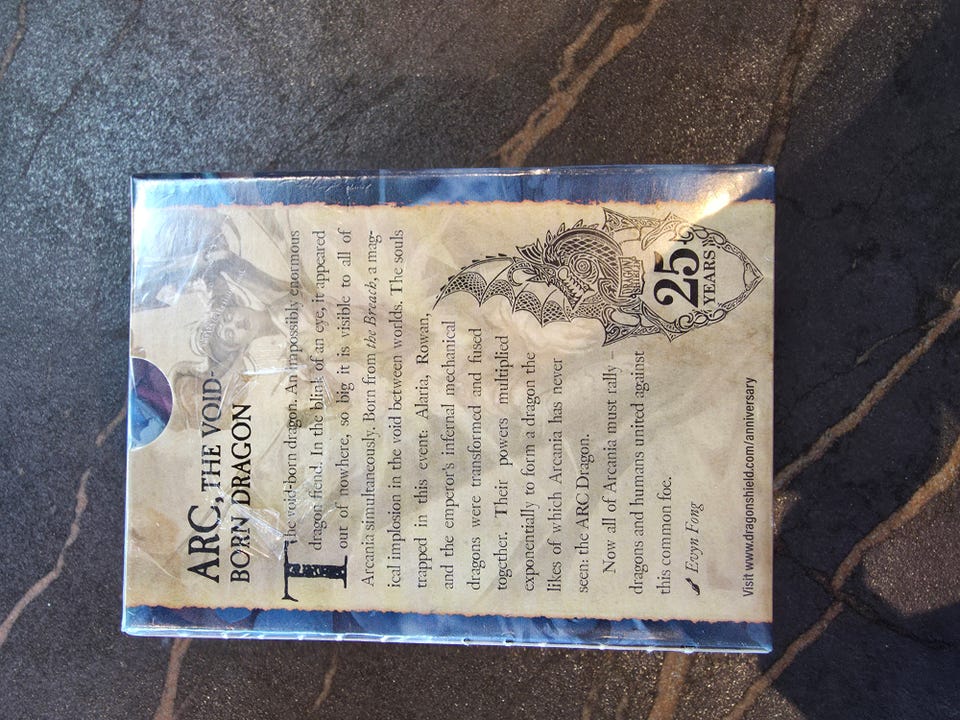 ARC, THE VOID-
BORN DRAGON
The void-born dragon. An impossibly enormous
dragon fiend. In the blink of an eye, it appeared
out of nowhere, so big it is visible to all of
Arcania simultaneously. Born from the Breach, a mag-
ical implosion in the void between worlds. The souls
trapped in this event: Alaria, Rowan,
and the emperor's infernal mechanical
dragons were transformed and fused
together. Their powers multiplied
exponentially to form a dragon the
likes of which Arcania has never
seen: the ARC Dragon.
Now all of Arcania must rally –
dragons and humans united against
this common foe.
Evyn Fong
DRAGON
SHIELD
25
YEARS
Visit www.dragonshield.com/anniversary